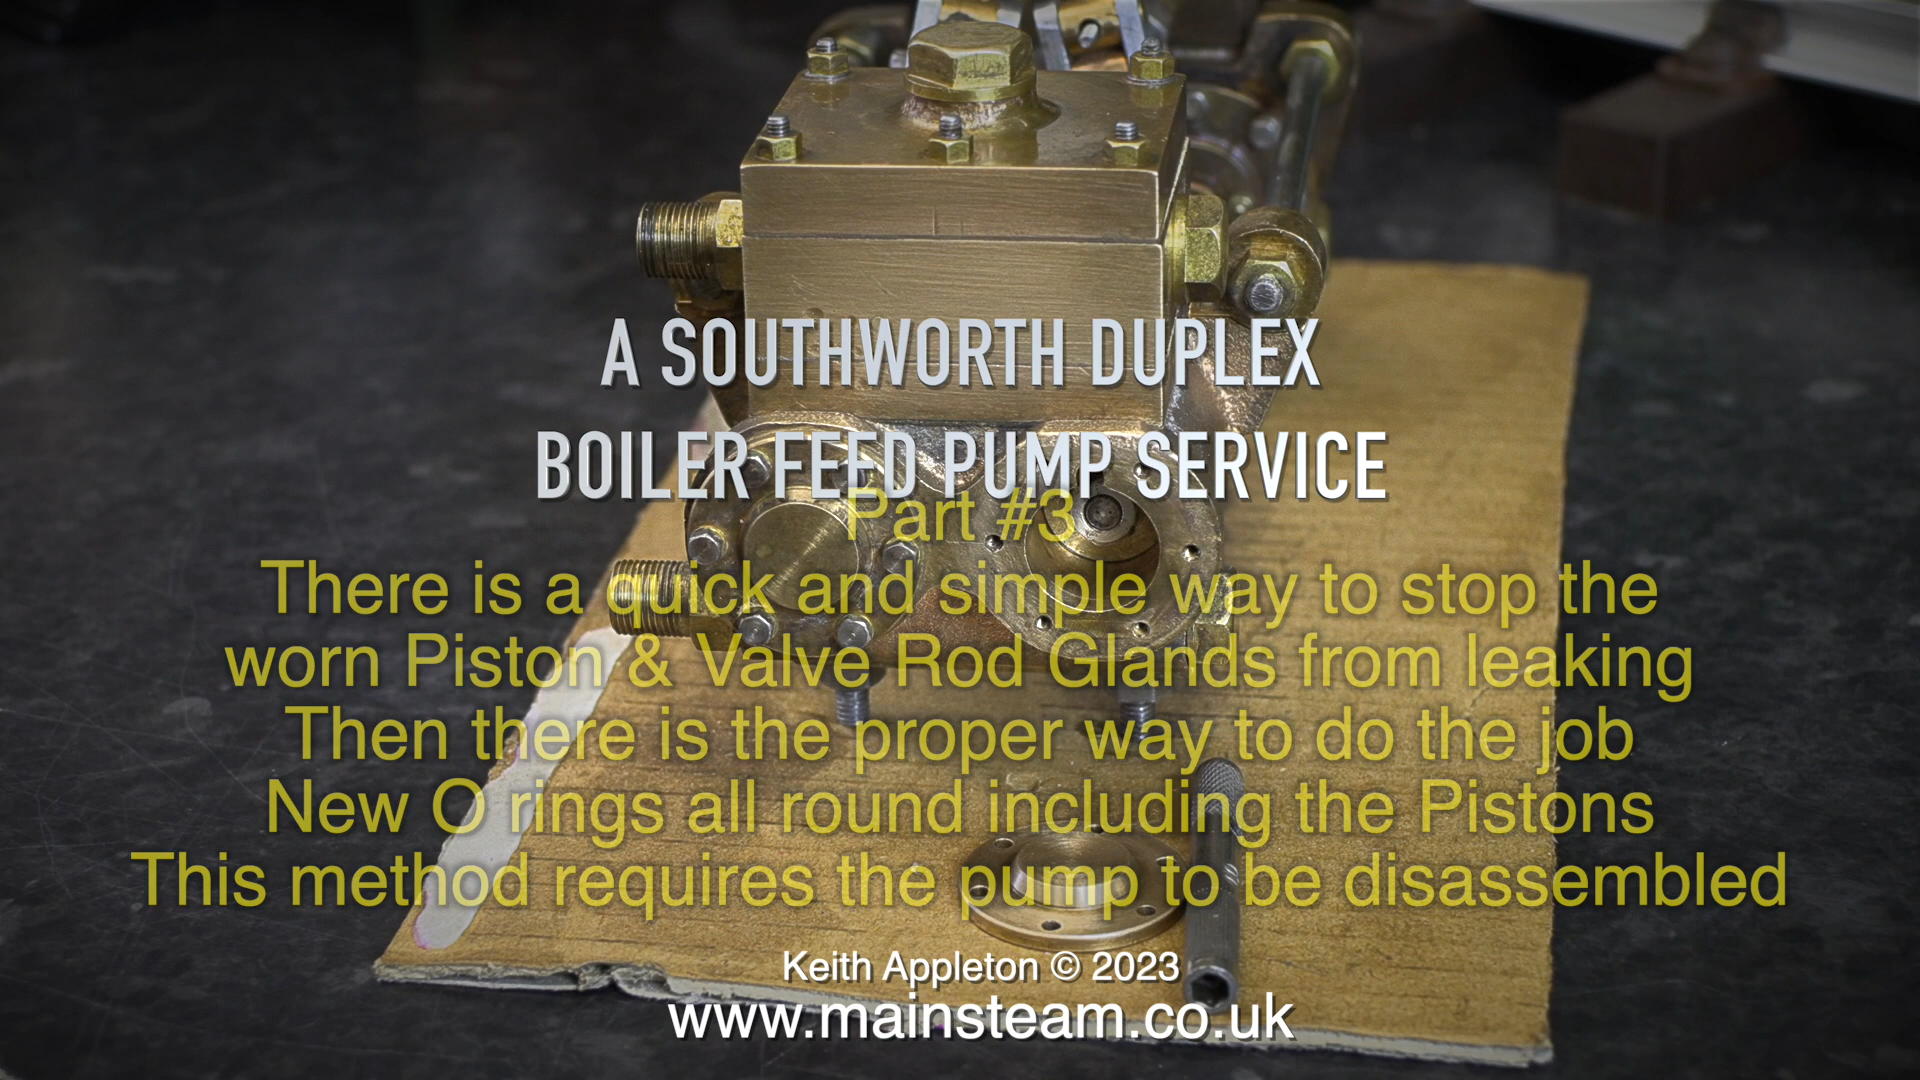 A SOUTHWORTH DUPLEX
BOILER FEED PUMP SERVICE
Part #3
There is a quick and simple way to stop the
worn Piston & Valve Rod Glands from leaking
Then there is the proper way to do the job
New O rings all round including the Pistons
This method requires the pump to be disassembled
Keith Appleton © 2023
www.mainsteam.co.uk